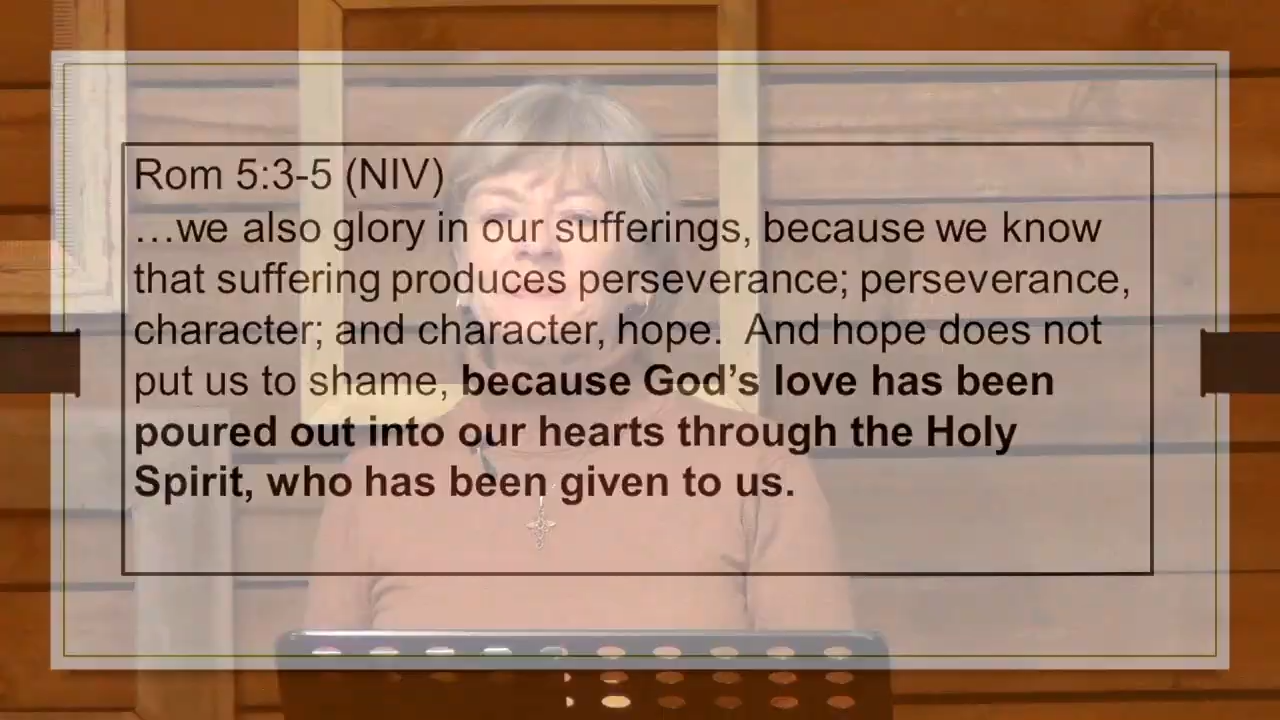 Rom 5:3-5 (NIV)
…we also glory in our sufferings, because we know
that suffering produces perseverance; perseverance,
character; and character, hope.  And hope does not
put us to shame, because God’s love has been
poured out into our hearts through the Holy
Spirit, who has been given to us.